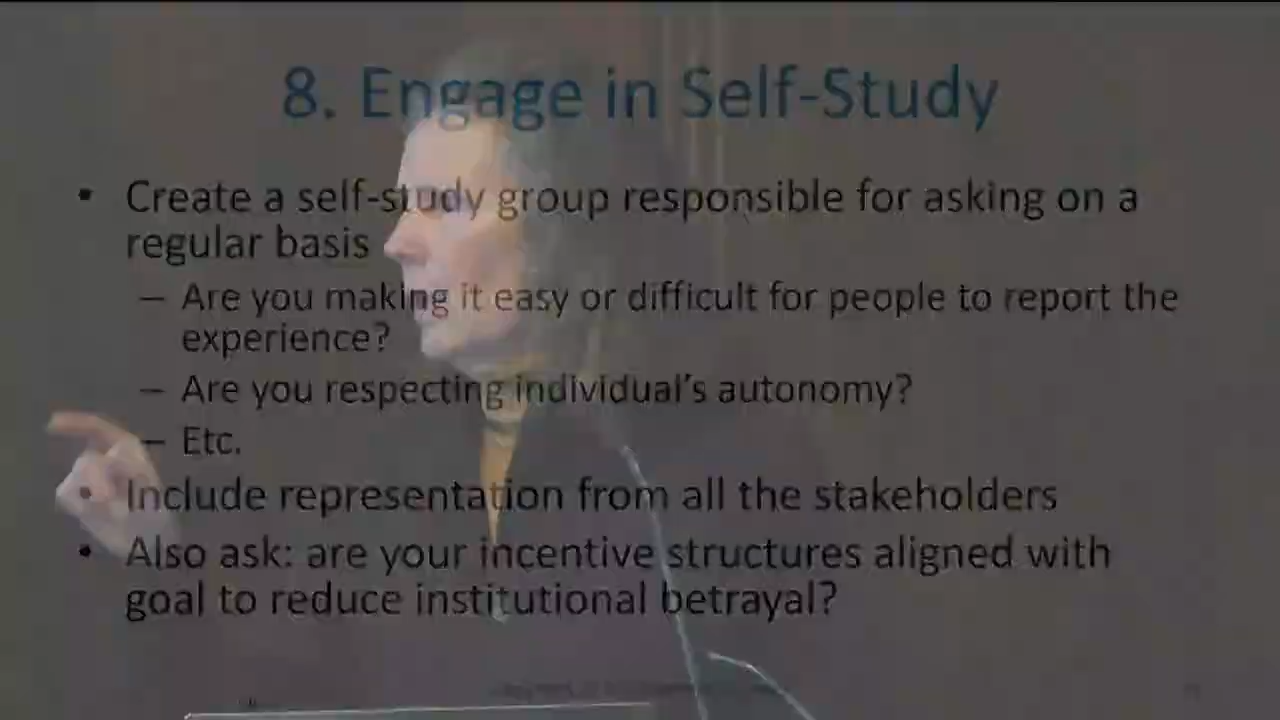 8. Engage in Self-Study
• Create a self-study group responsible for asking on a
regular basis
– Are you making it easy or difficult for people to report the
experience?
– Are you respecting individual's autonomy?
– Etc.
• Include representation from all the stakeholders
• Also ask: are your incentive structures aligned with
goal to reduce institutional betrayal?